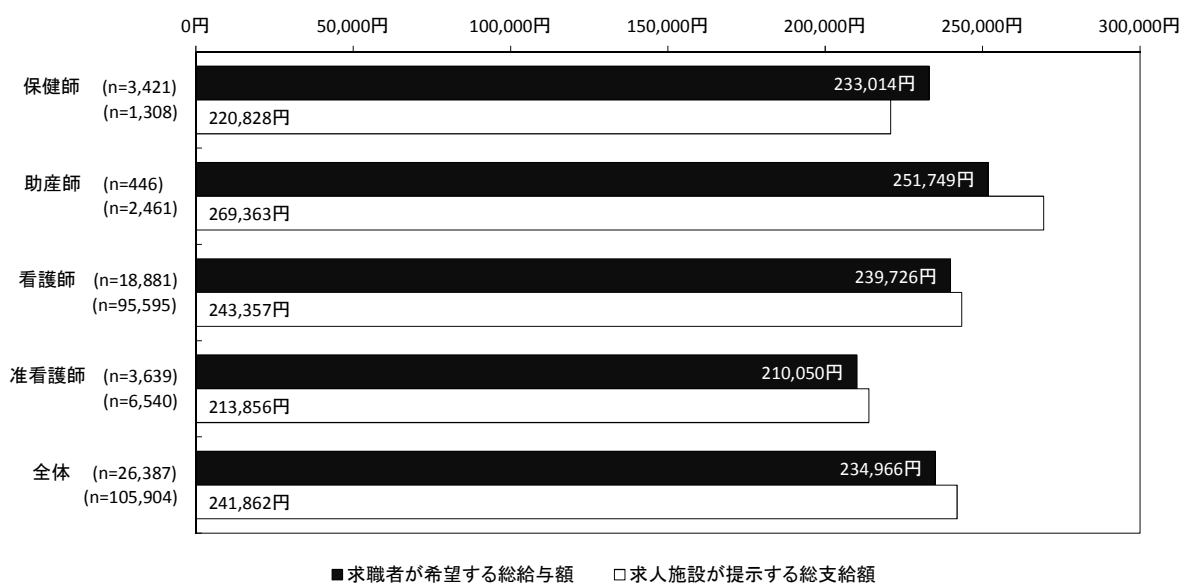 0円 50,000円 100,000円 150,000円 200,000円 250,000円 300,000円
保健師 (n=3,421) 233,014円
(n=1,308) 220,828円
助産師 (n=446) 251,749円
(n=2,461) 269,363円
看護師 (n=18,881) 239,726円
(n=95,595) 243,357円
准看護師 (n=3,639) 210,050円
(n=6,540) 213,856円
全体 (n=26,387) 234,966円
(n=105,904) 241,862円
■求職者が希望する総給与額 □求人施設が提示する総支給額